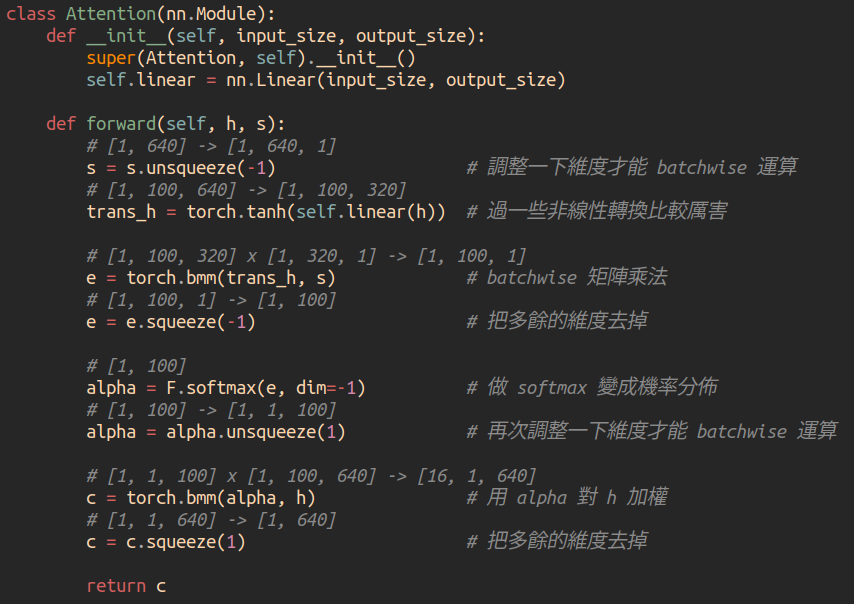 class Attention(nn.Module):
    def __init__(self, input_size, output_size):
        super(Attention, self).__init__()
        self.linear = nn.Linear(input_size, output_size)

    def forward(self, h, s):
        # [1, 640] -> [1, 640, 1]
        s = s.unsqueeze(-1)                   # 調整一下維度才能 batchwise 運算
        # [1, 100, 640] -> [1, 100, 320]
        trans_h = torch.tanh(self.linear(h))  # 過一些非線性轉換比較厲害

        # [1, 100, 320] x [1, 320, 1] -> [1, 100, 1]
        e = torch.bmm(trans_h, s)             # batchwise 矩陣乘法
        # [1, 100, 1] -> [1, 100]
        e = e.squeeze(-1)                     # 把多餘的維度去掉

        # [1, 100]
        alpha = F.softmax(e, dim=-1)          # 做 softmax 變成機率分佈
        # [1, 100] -> [1, 1, 100]
        alpha = alpha.unsqueeze(1)            # 再次調整一下維度才能 batchwise 運算

        # [1, 1, 100] x [1, 100, 640] -> [16, 1, 640]
        c = torch.bmm(alpha, h)               # 用 alpha 對 h 加權
        # [1, 1, 640] -> [1, 640]
        c = c.squeeze(1)                      # 把多餘的維度去掉

        return c